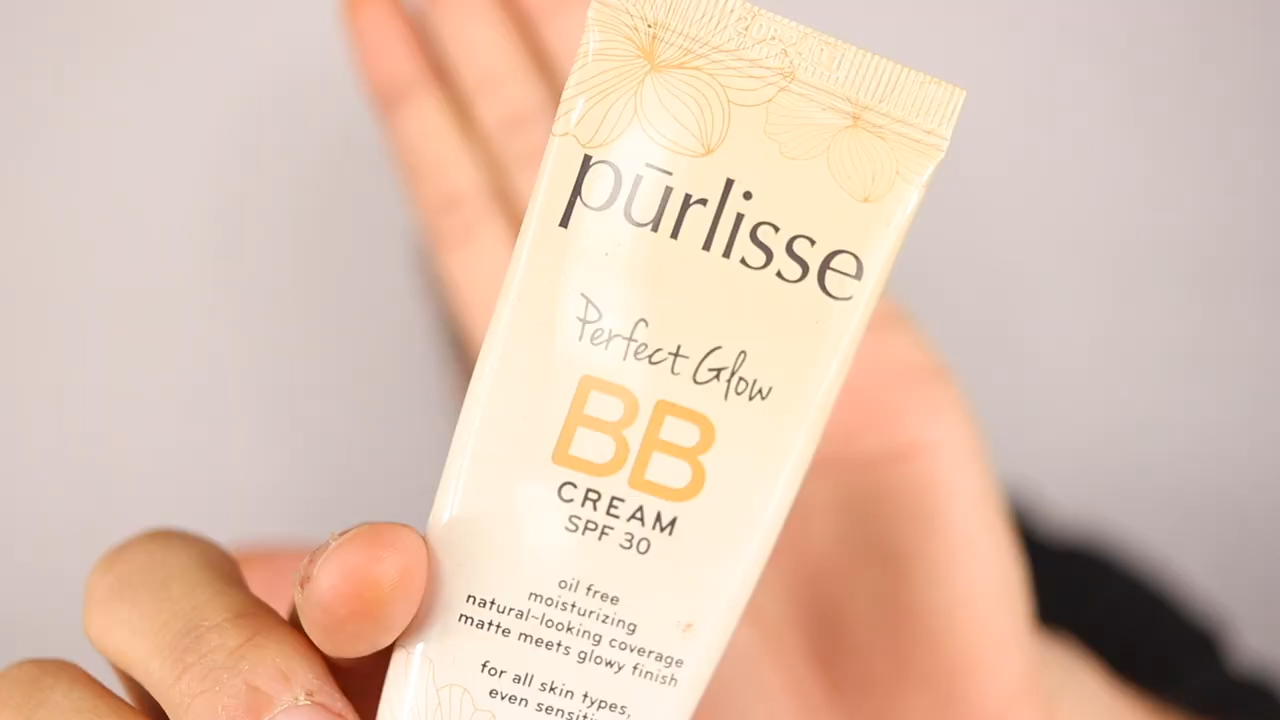 pūrlisse
Perfect Glow
BB
CREAM
SPF 30
oil free
moisturizing
natural-looking coverage
matte meets glowy finish
for all skin types,
even